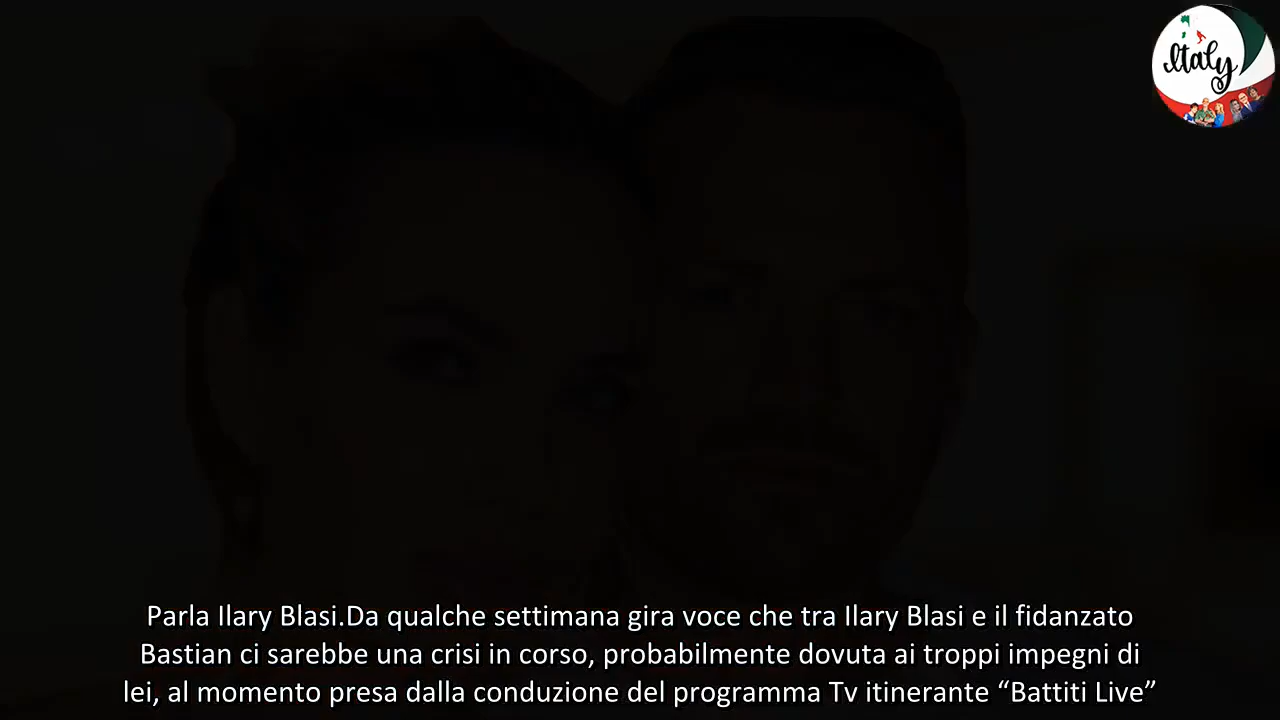 Italy
Parla Ilary Blasi.Da qualche settimana gira voce che tra Ilary Blasi e il fidanzato
Bastian ci sarebbe una crisi in corso, probabilmente dovuta ai troppi impegni di
lei, al momento presa dalla conduzione del programma Tv itinerante “Battiti Live”